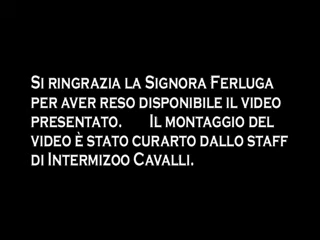 Si ringrazia la Signora Ferluga
per aver reso disponibile il video
presentato. Il montaggio del
video è stato curarto dallo staff
di Intermizoo Cavalli.